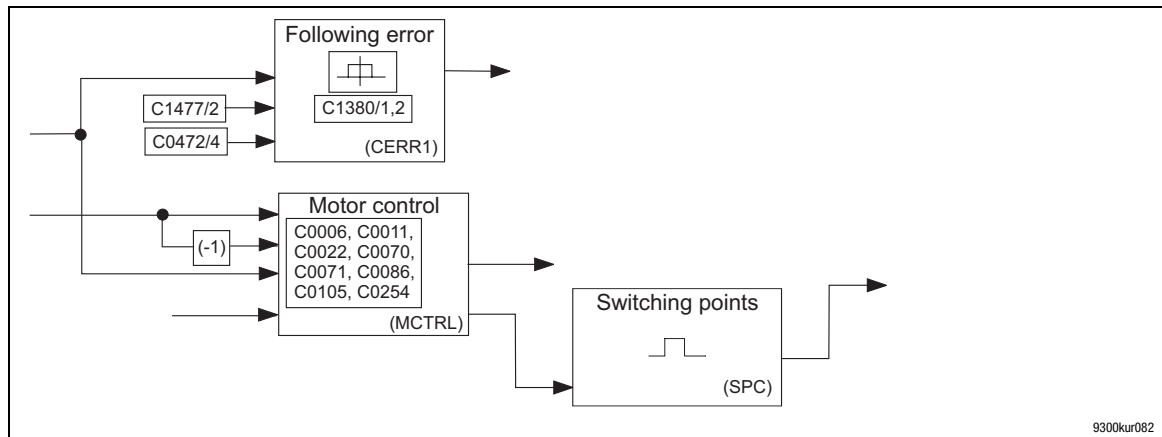 Following error
C1477/2
C1380/1,2
C0472/4
(CERR1)
Motor control
(-1)
C0006, C0011,
C0022, C0070,
C0071, C0086,
C0105, C0254
(MCTRL)
Switching points
(SPC)
9300kur082